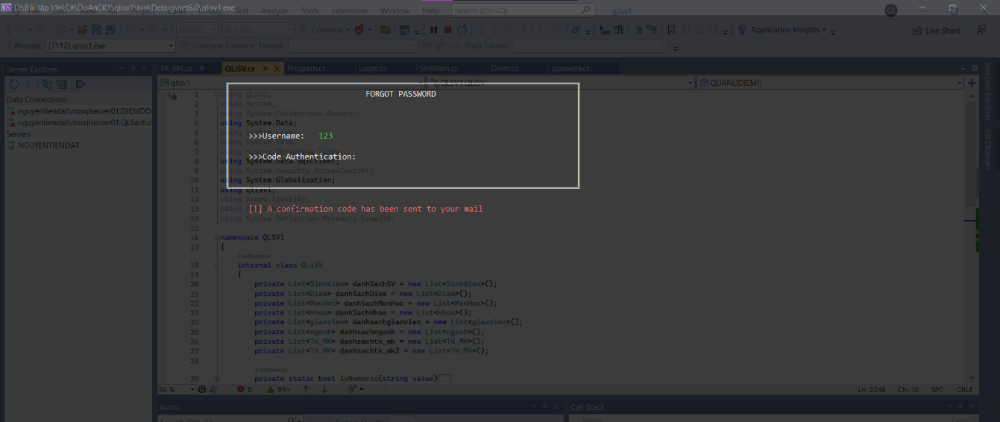 D:\Bài tập lớn\C#\DoAnCK1\qlisv1\bin\Debug\net6.0\qlisv1.exe
Test Analyze Tools Extensions Window Help Search (Ctrl+Q) qlisv1 CE
Debug Any CPU Continue Application Insights Live Share
Process: [7112] qlisv1.exe Lifecycle Events Thread: Stack Frame:
Server Explorer
TK_MK.cs QLiSV.cs Program.cs Login.cs SinhVien.cs Diem.cs giaovien.cs
qlisv1 QLSV1.QLiSV QUANLIDIEM()
Data Connections
nguyentiendat\mssqlserver01.DIEMDO
nguyentiendat\mssqlserver01.QLSach.d
Servers
NGUYENTIENDAT
Solution Explorer
Git Changes
FORGOT PASSWORD
>>>Username: 123
>>>Code Authentication:
[!] A confirmation code has been sent to your mail
1 using QLSV1;
2 using System;
3 using System.Collections.Generic;
4 using System.Data;
5
6
7
8 using System.Data.SqlClient;
9 using System.Security.AccessControl;
10 using System.Globalization;
11 using qlisv1;
12 using Azure.Identity;
13
14 using System.Reflection.Metadata.Ecma335;
15
16 namespace QLSV1
17 {
2 references
18 internal class QLiSV
19 {
20 private List<SinhVien> danhSachSV = new List<SinhVien>();
21 private List<Diem> danhSachDiem = new List<Diem>();
22 private List<MonHoc> danhSachMonHoc = new List<MonHoc>();
23 private List<khoa> danhSachKhoa = new List<khoa>();
24 private List<giaovien> danhsachgiaovien = new List<giaovien>();
25 private List<nganh> danhsachnganh = new List<nganh>();
26 private List<TK_MK> danhsachtk_mk = new List<TK_MK>();
27 private List<TK_MK> danhsachtk_mk2 = new List<TK_MK>();
28
3 references
29 private static bool IsNumeric(string value)...
86 % 0 99+ Ln: 2246 Ch: 10 SPC CRLF
Autos Call Stack
Search (Ctrl+E) Name